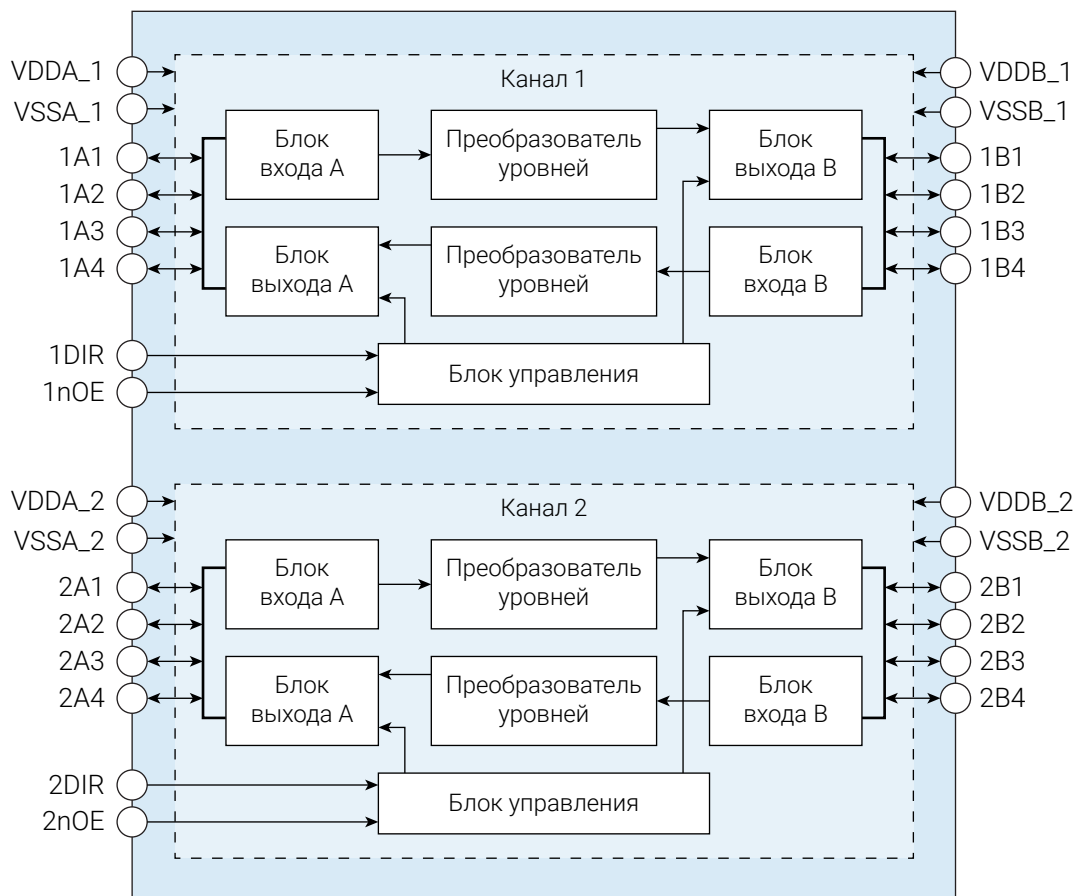 VDDA_1
VSSA_1
1A1
1A2
1A3
1A4
1DIR
1nOE
Канал 1
Блок
входа A
Преобразователь
уровней
Блок
выхода B
Блок
выхода A
Преобразователь
уровней
Блок
входа B
Блок управления
VDDB_1
VSSB_1
1B1
1B2
1B3
1B4
VDDA_2
VSSA_2
2A1
2A2
2A3
2A4
2DIR
2nOE
Канал 2
Блок
входа A
Преобразователь
уровней
Блок
выхода B
Блок
выхода A
Преобразователь
уровней
Блок
входа B
Блок управления
VDDB_2
VSSB_2
2B1
2B2
2B3
2B4